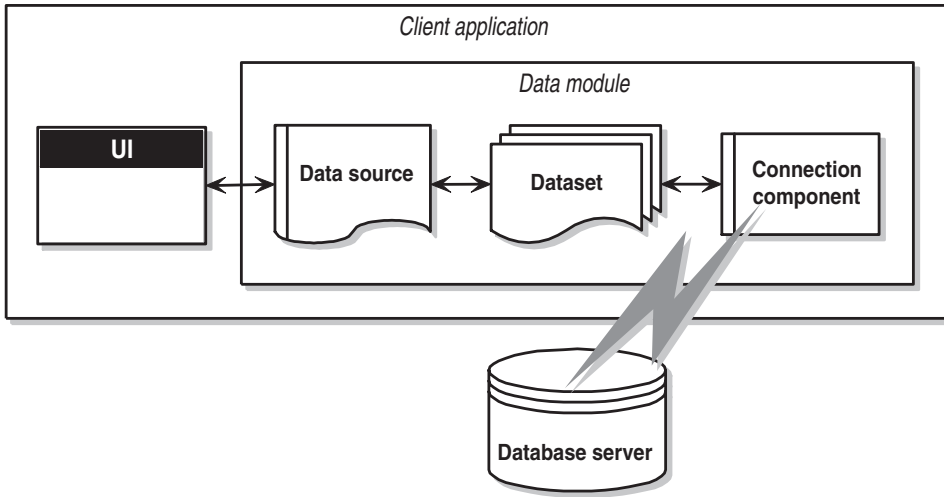 Client application
Data module
UI
Data source
Dataset
Connection
component
Database server